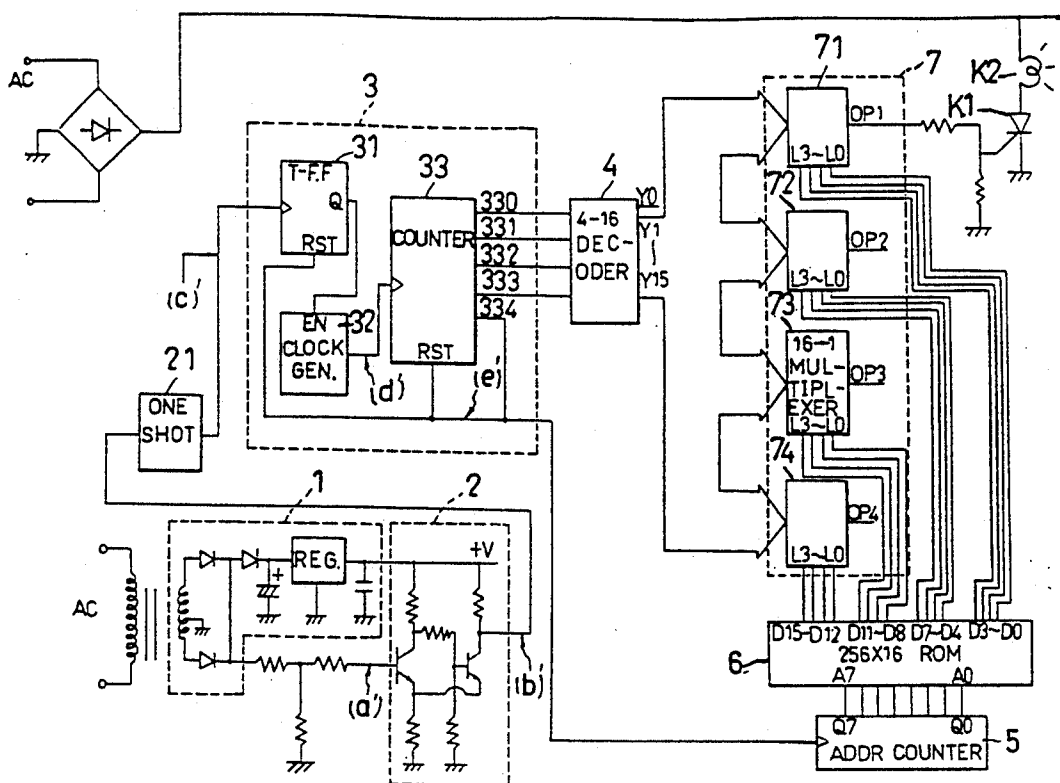 71
7
K2
AC
K1
3
OP1
31
33
T-F.F
4
L3~L0
Q
330
Y0
72
COUNTER
331
4-16
Y1
DEC-
332
ODER
OP2
RST
333
Y15
334
L3~L0
(c)'
73
EN
32
16-1
CLOCK
MUL-
GEN.
RST
(e)'
TIPL-
OP3
(d)'
EXER
21
L3~L0
ONE
SHOT
74
1
2
OP4
+V
REG.
L3~L0
AC
D15~D12
D11~D8
D7~D4
D3~D0
6
256X16 ROM
(a)'
(b)'
A7
A0
Q7
Q0
5
ADDR COUNTER